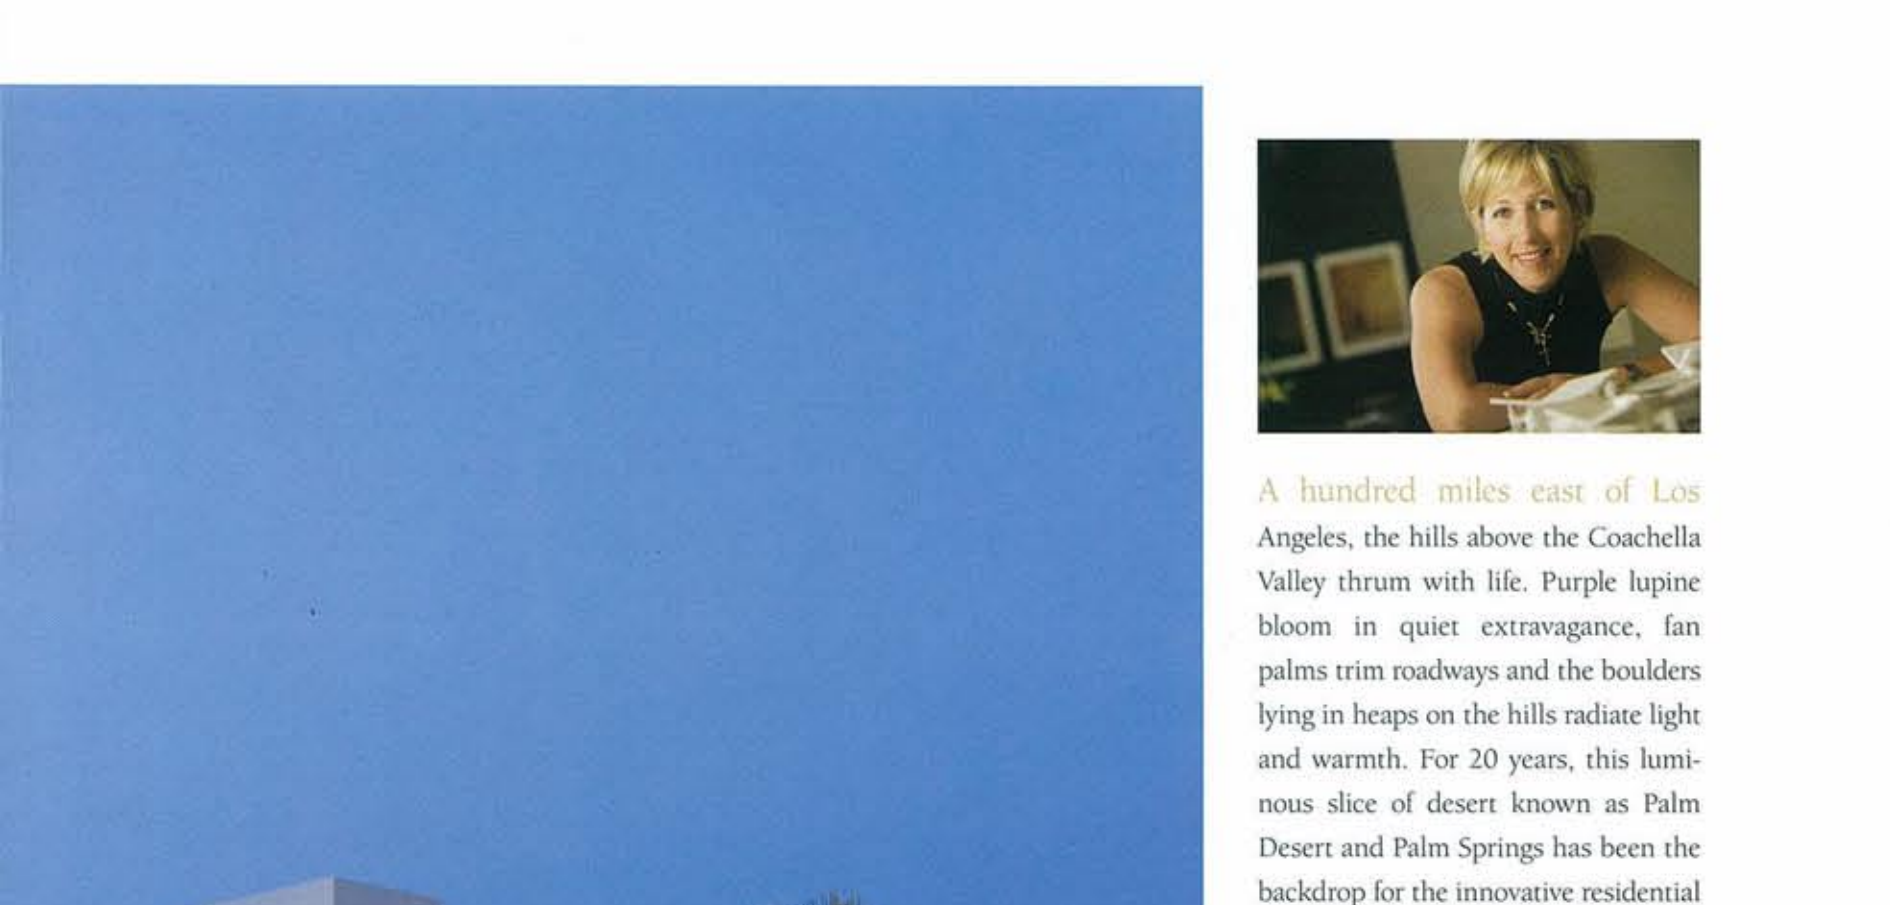 A hundred miles east of Los
Angeles, the hills above the Coachella
Valley thrum with life. Purple lupine
bloom in quiet extravagance, fan
palms trim roadways and the boulders
lying in heaps on the hills radiate light
and warmth. For 20 years, this lumi-
nous slice of desert known as Palm
Desert and Palm Springs has been the
backdrop for the innovative residential